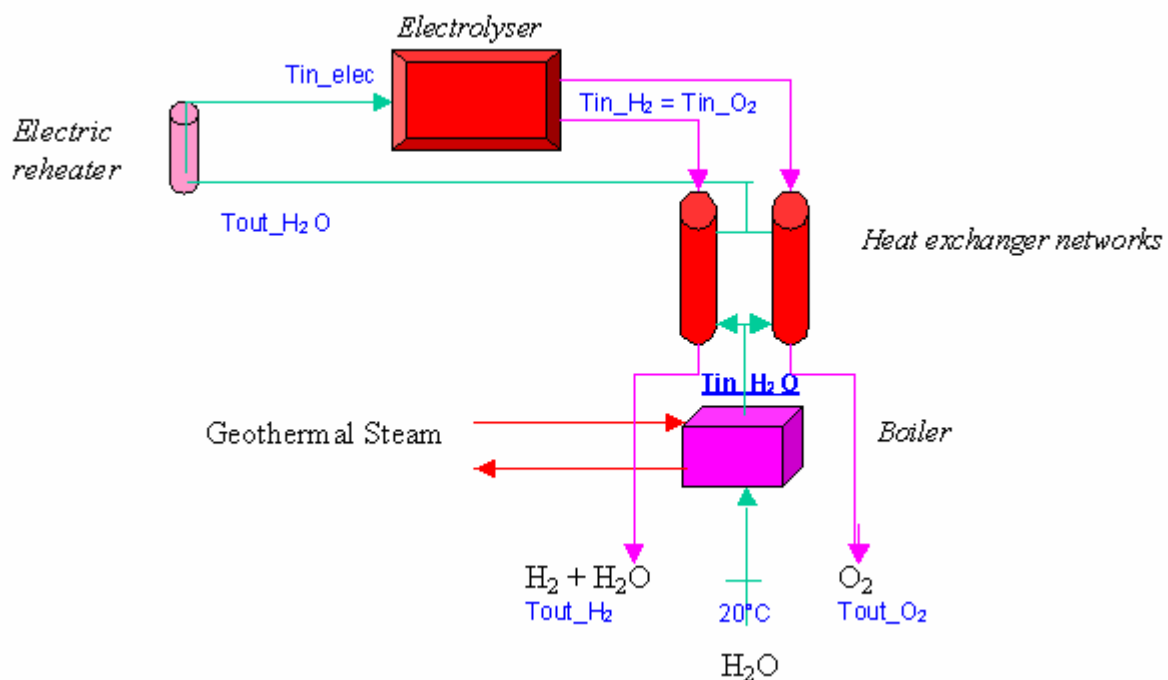 Electrolyser
Tin_elec
Tin_H₂ = Tin_O₂
Electric
reheater
Tout_H₂O
Heat exchanger networks
Tin_H₂O
Geothermal Steam
Boiler
H₂ + H₂O
O₂
Tout_H₂
20°C
Tout_O₂
H₂O